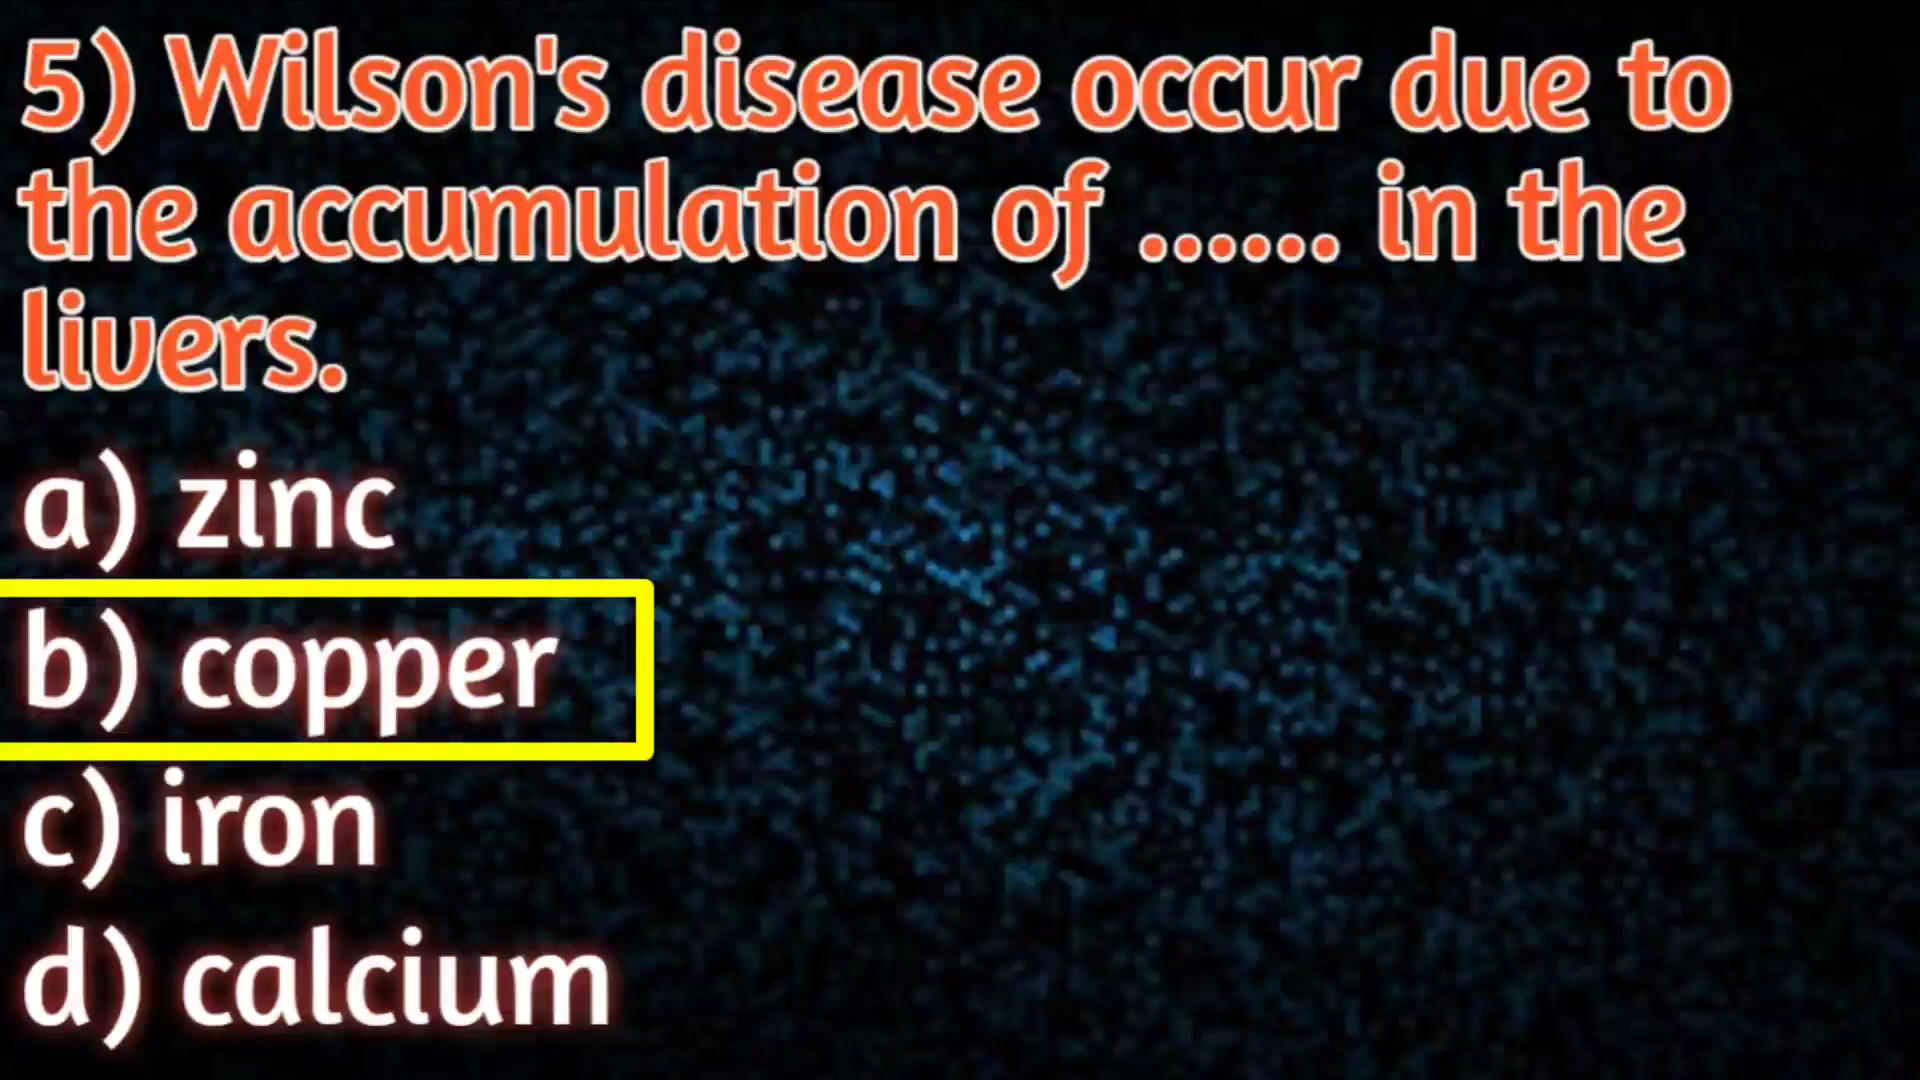 5) Wilson's disease occur due to
the accumulation of ...... in the
livers.
a) zinc
b) copper
c) iron
d) calcium